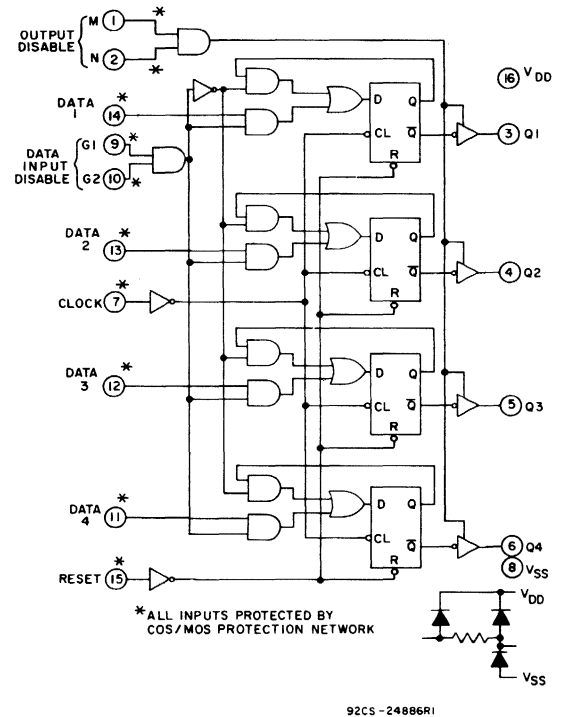 OUTPUT DISABLE
M 1 *
N 2 *
16 VDD
DATA 1 14 *
D Q
CL Q̅
R
3 Q1
DATA INPUT DISABLE
G1 9 *
G2 10 *
DATA 2 13 *
D Q
CL Q̅
R
4 Q2
CLOCK 7 *
DATA 3 12 *
D Q
CL Q̅
R
5 Q3
DATA 4 11 *
D Q
CL Q̅
R
6 Q4
8 VSS
RESET 15 *
* ALL INPUTS PROTECTED BY
COS/MOS PROTECTION NETWORK
VDD
VSS
92CS-24886R1